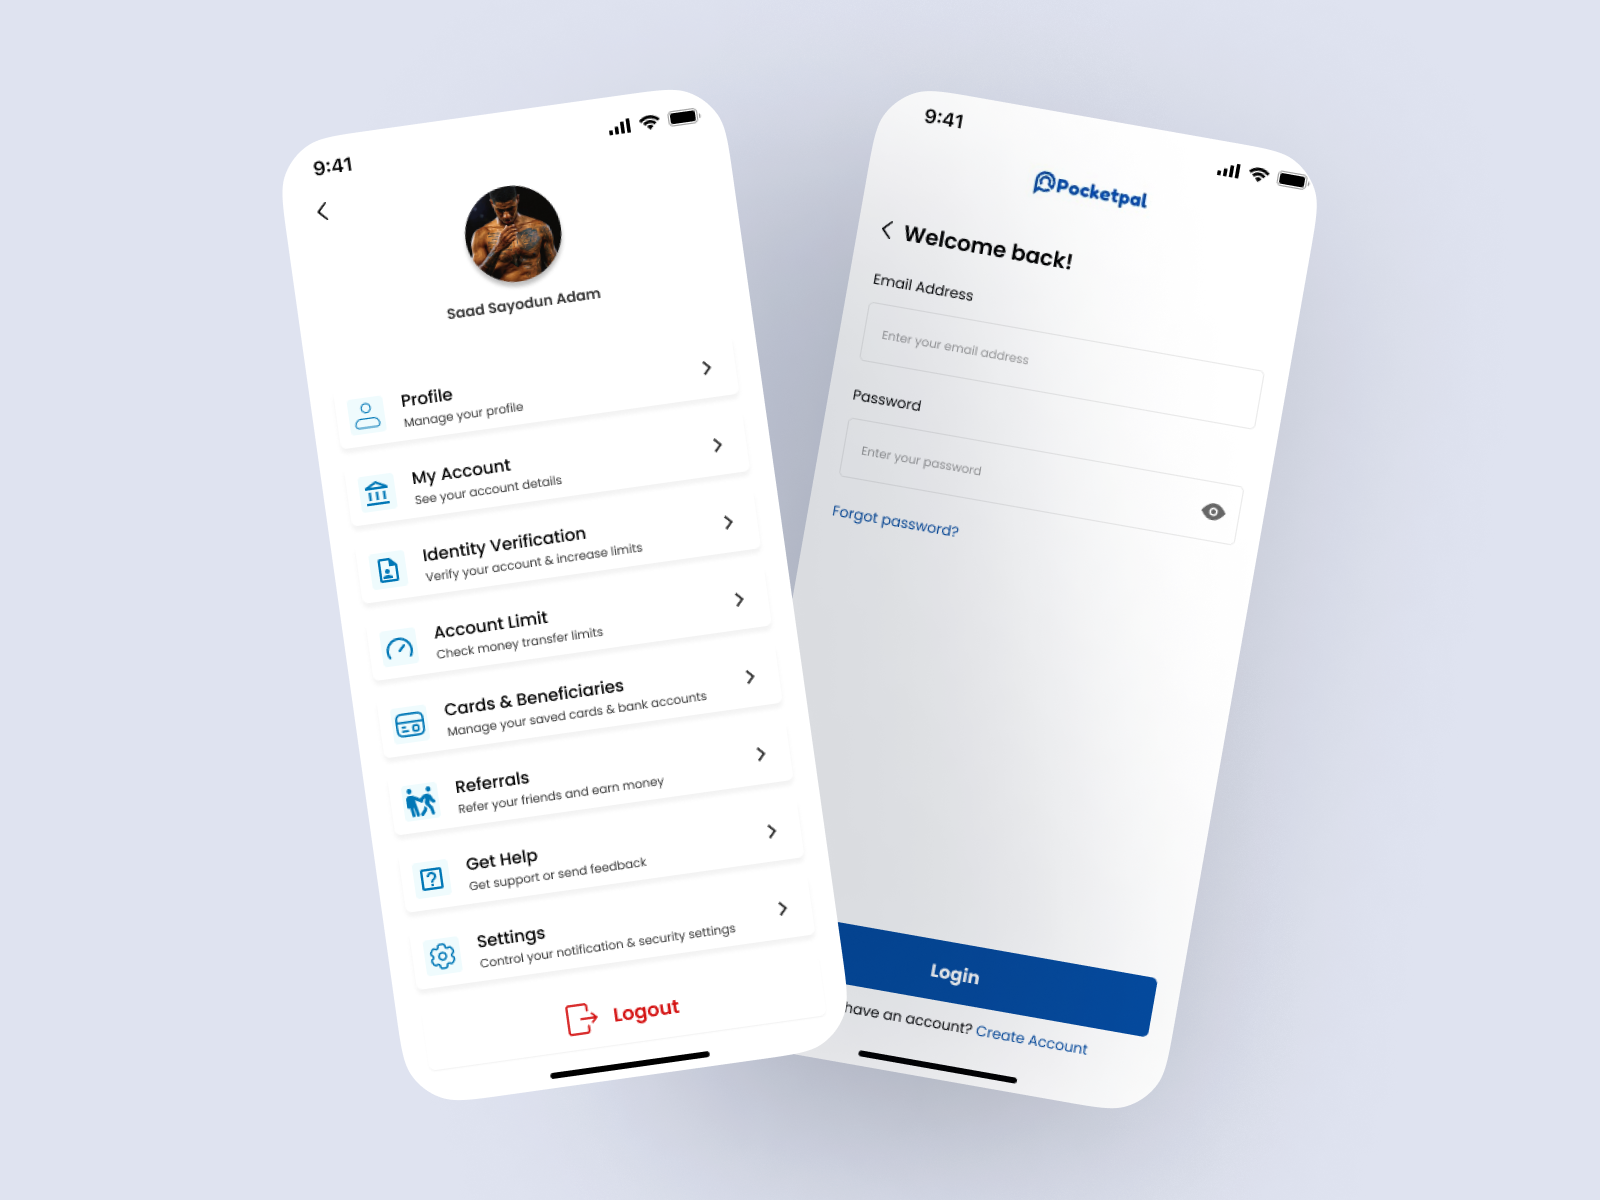 9:41
Saad Sayodun Adam
Profile
Manage your profile
My Account
See your account details
Identity Verification
Verify your account & increase limits
Account Limit
Check money transfer limits
Cards & Beneficiaries
Manage your saved cards & bank accounts
Referrals
Refer your friends and earn money
Get Help
Get support or send feedback
Settings
Control your notification & security settings
Logout
9:41
Pocketpal
Welcome back!
Email Address
Enter your email address
Password
Enter your password
Forgot password?
Login
have an account? Create Account